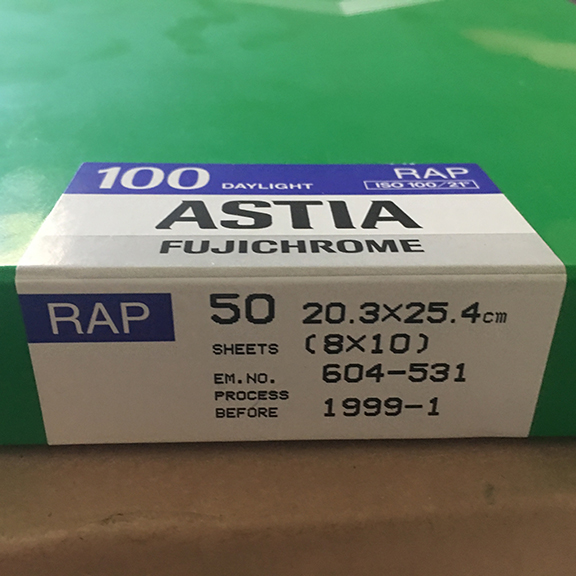 100 DAYLIGHT RAP
ISO 100/21°
ASTIA
FUJICHROME
RAP 50 20.3×25.4cm
SHEETS (8×10)
EM.NO. 604-531
PROCESS
BEFORE 1999-1